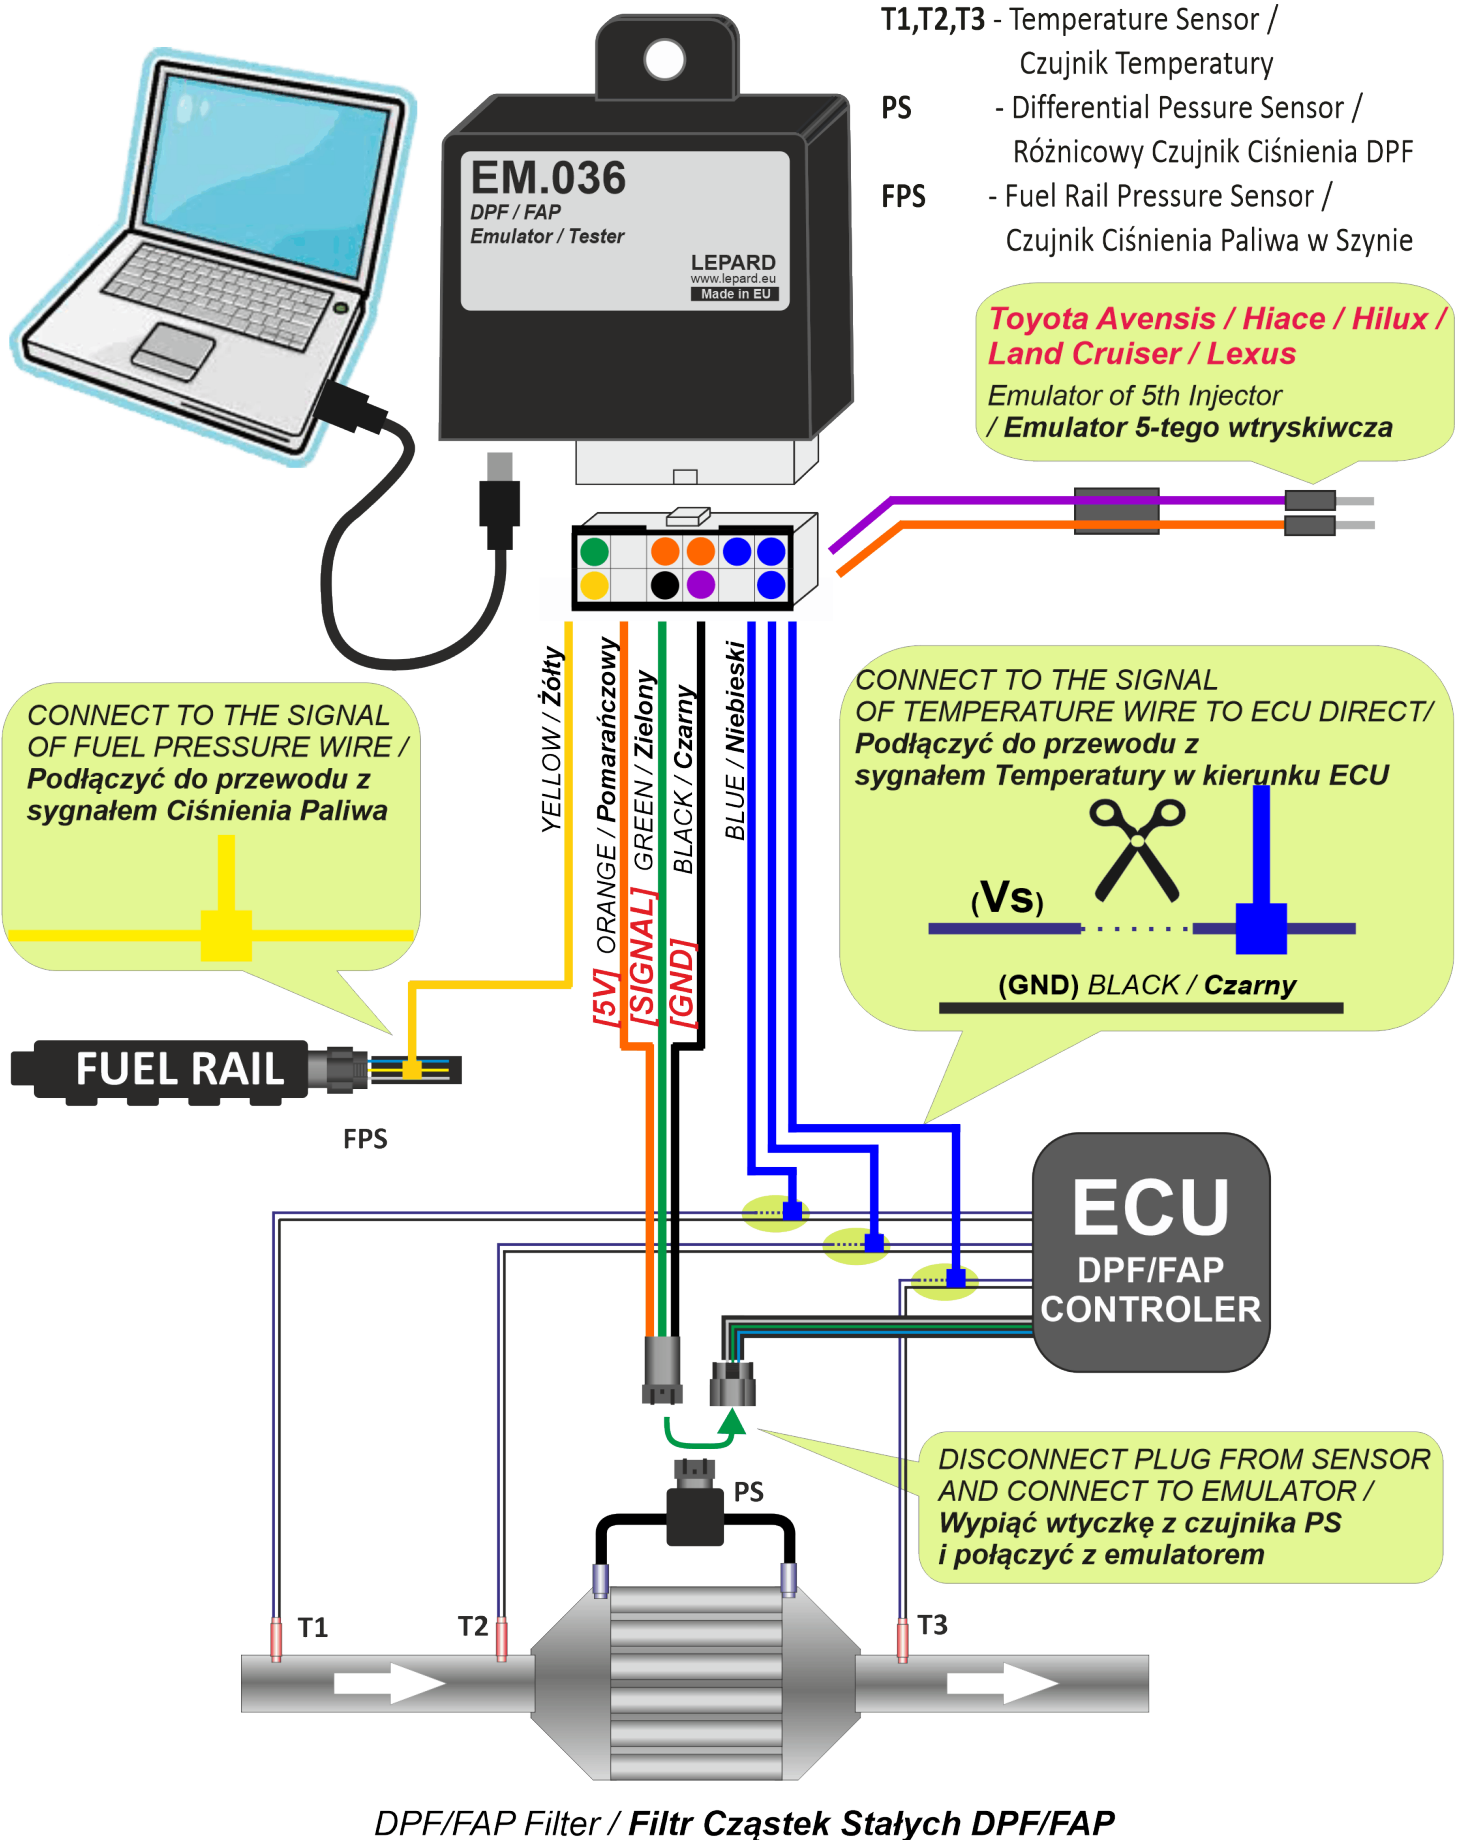 T1,T2,T3 - Temperature Sensor /
Czujnik Temperatury
PS - Differential Pessure Sensor /
Różnicowy Czujnik Ciśnienia DPF
FPS - Fuel Rail Pressure Sensor /
Czujnik Ciśnienia Paliwa w Szynie
EM.036
DPF / FAP
Emulator / Tester
LEPARD
www.lepard.eu
Made in EU
Toyota Avensis / Hiace / Hilux /
Land Cruiser / Lexus
Emulator of 5th Injector
/ Emulator 5-tego wtryskiwcza
CONNECT TO THE SIGNAL
OF FUEL PRESSURE WIRE /
Podłączyć do przewodu z
sygnałem Ciśnienia Paliwa
YELLOW / Żółty
[5V] ORANGE / Pomarańczowy
[SIGNAL] GREEN / Zielony
[GND] BLACK / Czarny
BLUE / Niebieski
CONNECT TO THE SIGNAL
OF TEMPERATURE WIRE TO ECU DIRECT/
Podłączyć do przewodu z
sygnałem Temperatury w kierunku ECU
(Vs)
(GND) BLACK / Czarny
FUEL RAIL
FPS
ECU
DPF/FAP
CONTROLER
DISCONNECT PLUG FROM SENSOR
AND CONNECT TO EMULATOR /
Wypiąć wtyczkę z czujnika PS
i połączyć z emulatorem
PS
T1
T2
T3
DPF/FAP Filter / Filtr Cząstek Stałych DPF/FAP